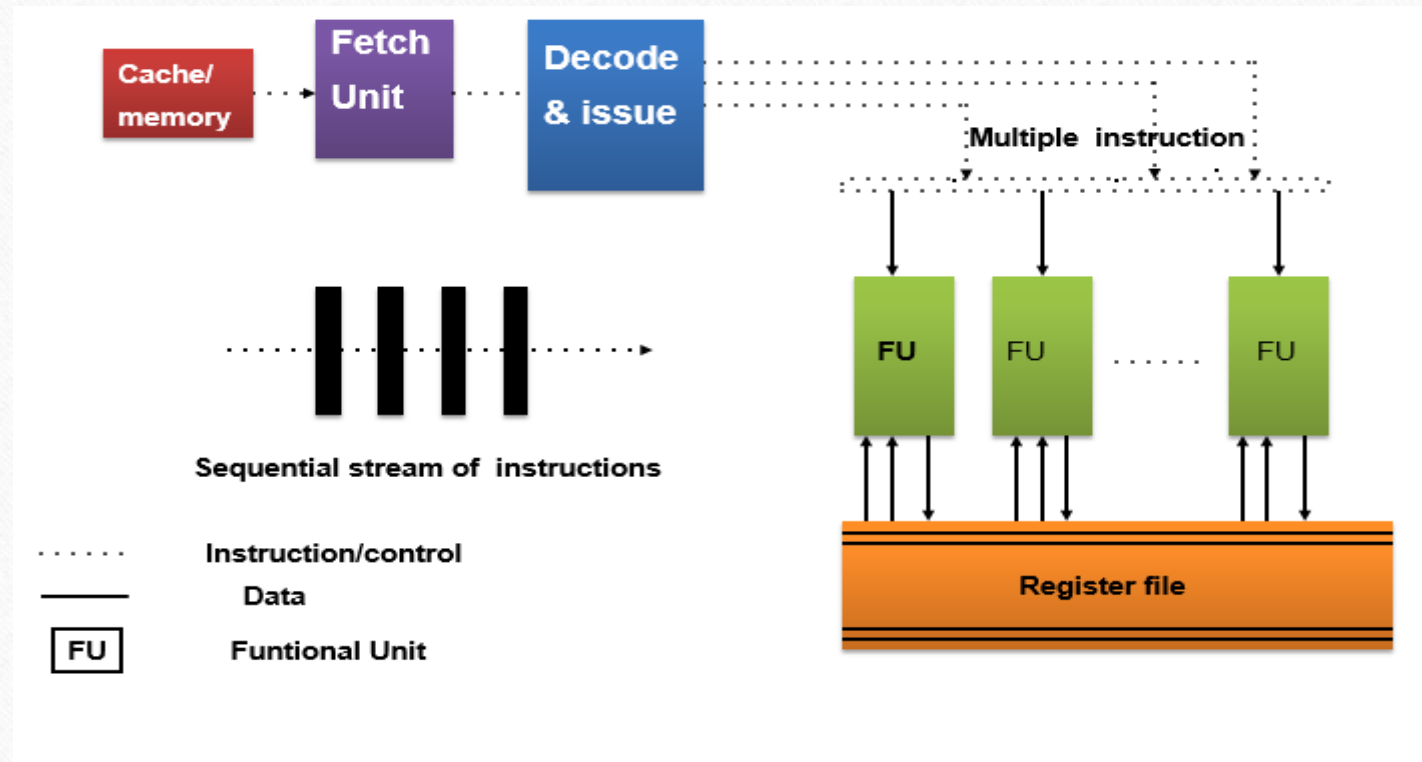 Cache/
memory
Fetch
Unit
Decode
& issue
Multiple instruction
FU
FU
FU
Sequential stream of instructions
Register file
Instruction/control
Data
FU
Funtional Unit